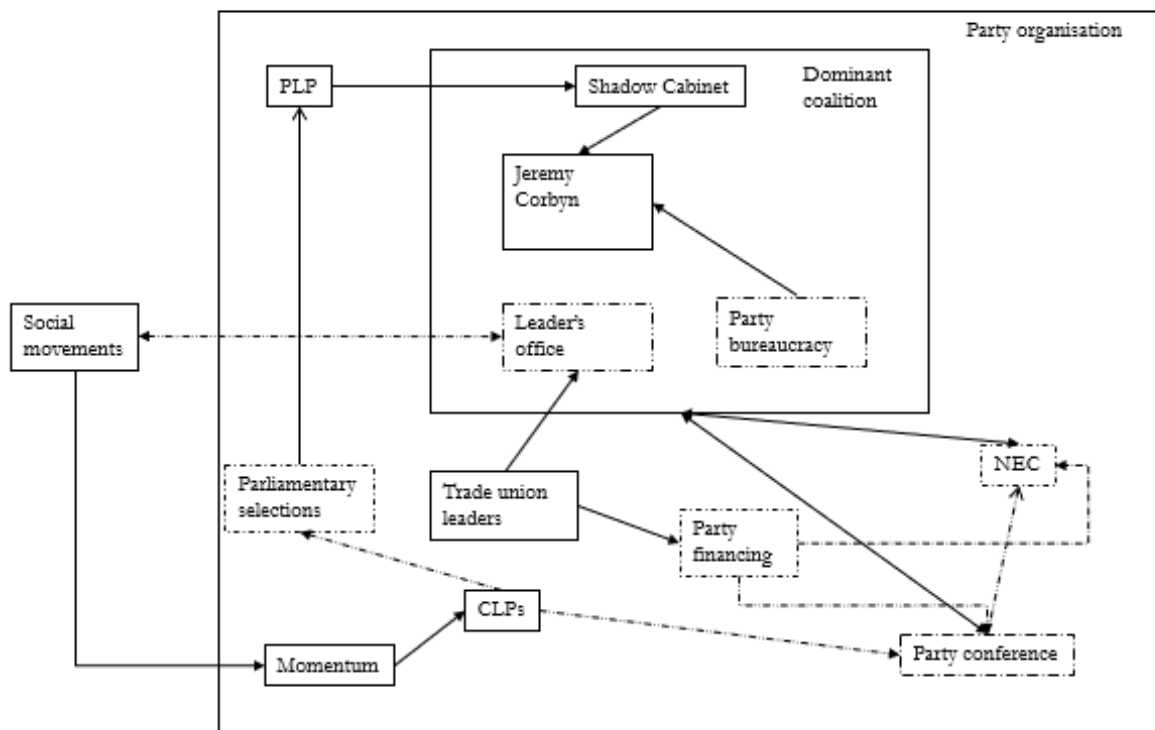 Party organisation
Dominant
coalition
PLP
Shadow Cabinet
Jeremy
Corbyn
Social
movements
Leader's
office
Party
bureaucracy
NEC
Parliamentary
selections
Trade union
leaders
Party
financing
CLPs
Party conference
Momentum